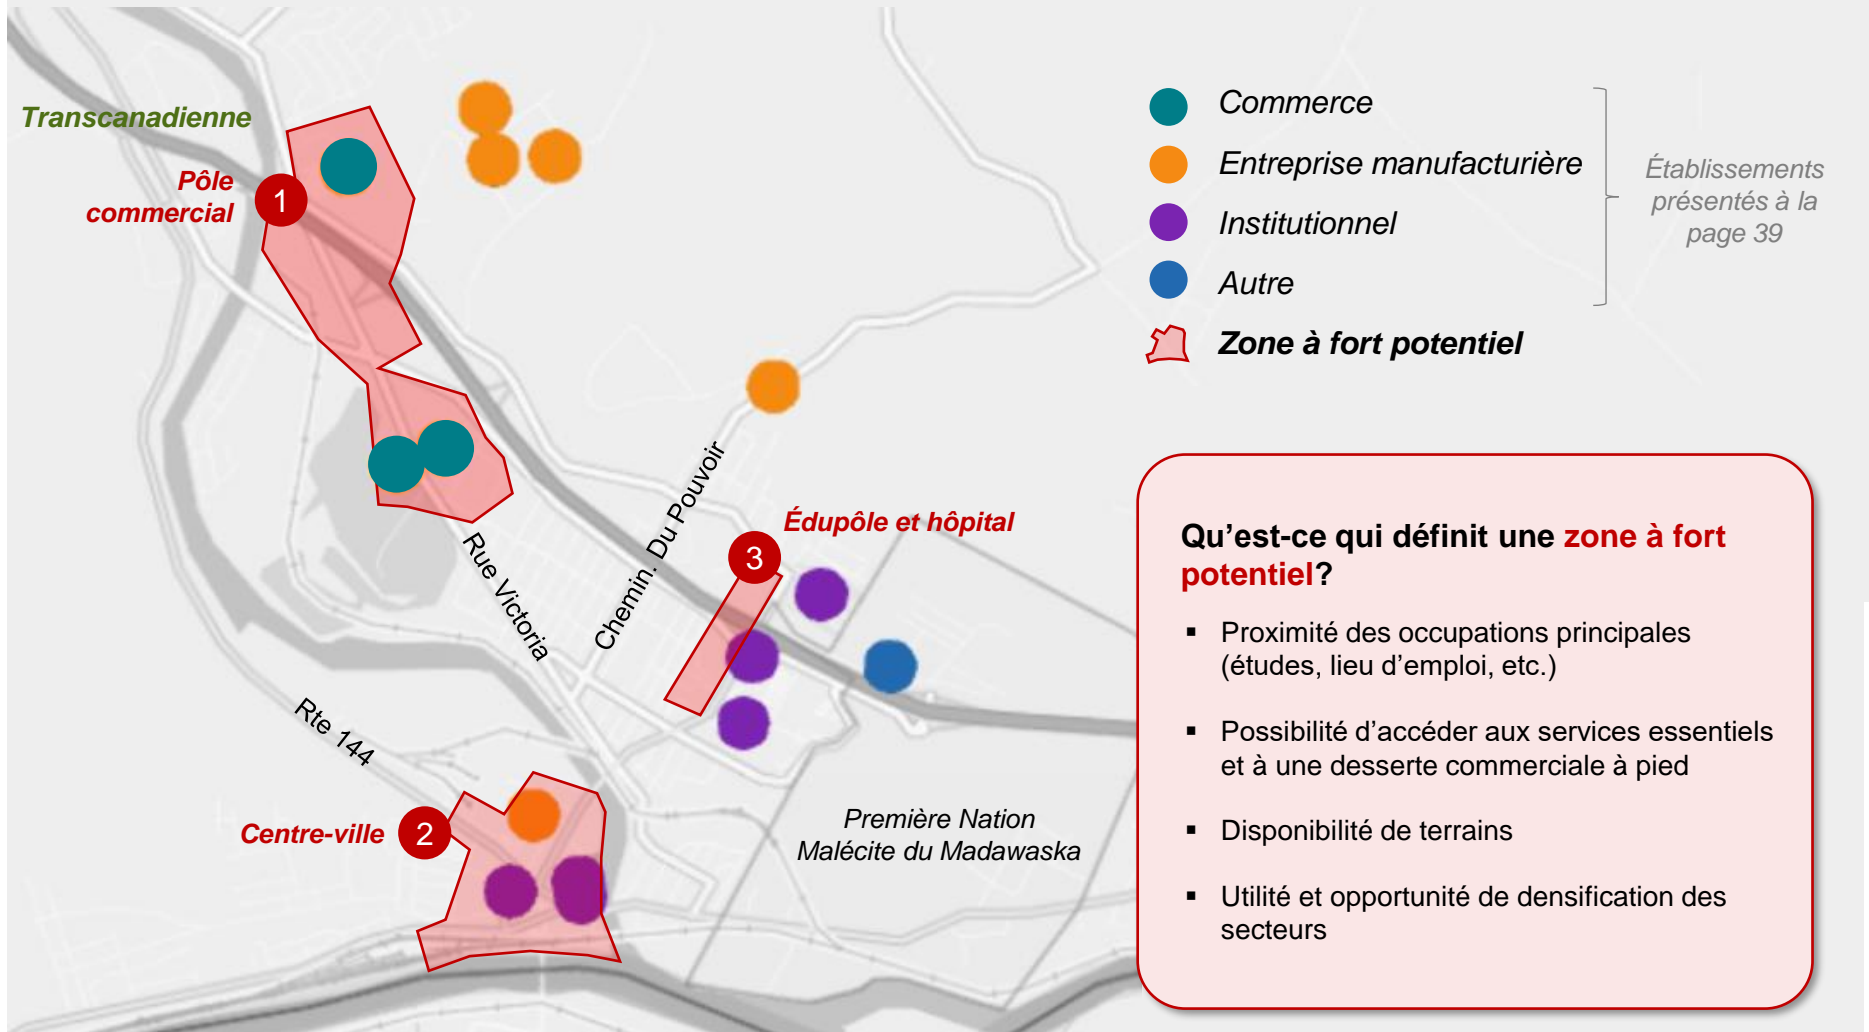 Transcanadienne
Pôle
commercial
1
Commerce
Entreprise manufacturière
Institutionnel
Autre
Zone à fort potentiel
Établissements
présentés à la
page 39
Rue Victoria
Chemin. Du Pouvoir
Édupôle et hôpital
3
Rte 144
Centre-ville
2
Première Nation
Malécite du Madawaska
Qu’est-ce qui définit une zone à fort
potentiel?
▪ Proximité des occupations principales
(études, lieu d’emploi, etc.)
▪ Possibilité d’accéder aux services essentiels
et à une desserte commerciale à pied
▪ Disponibilité de terrains
▪ Utilité et opportunité de densification des
secteurs